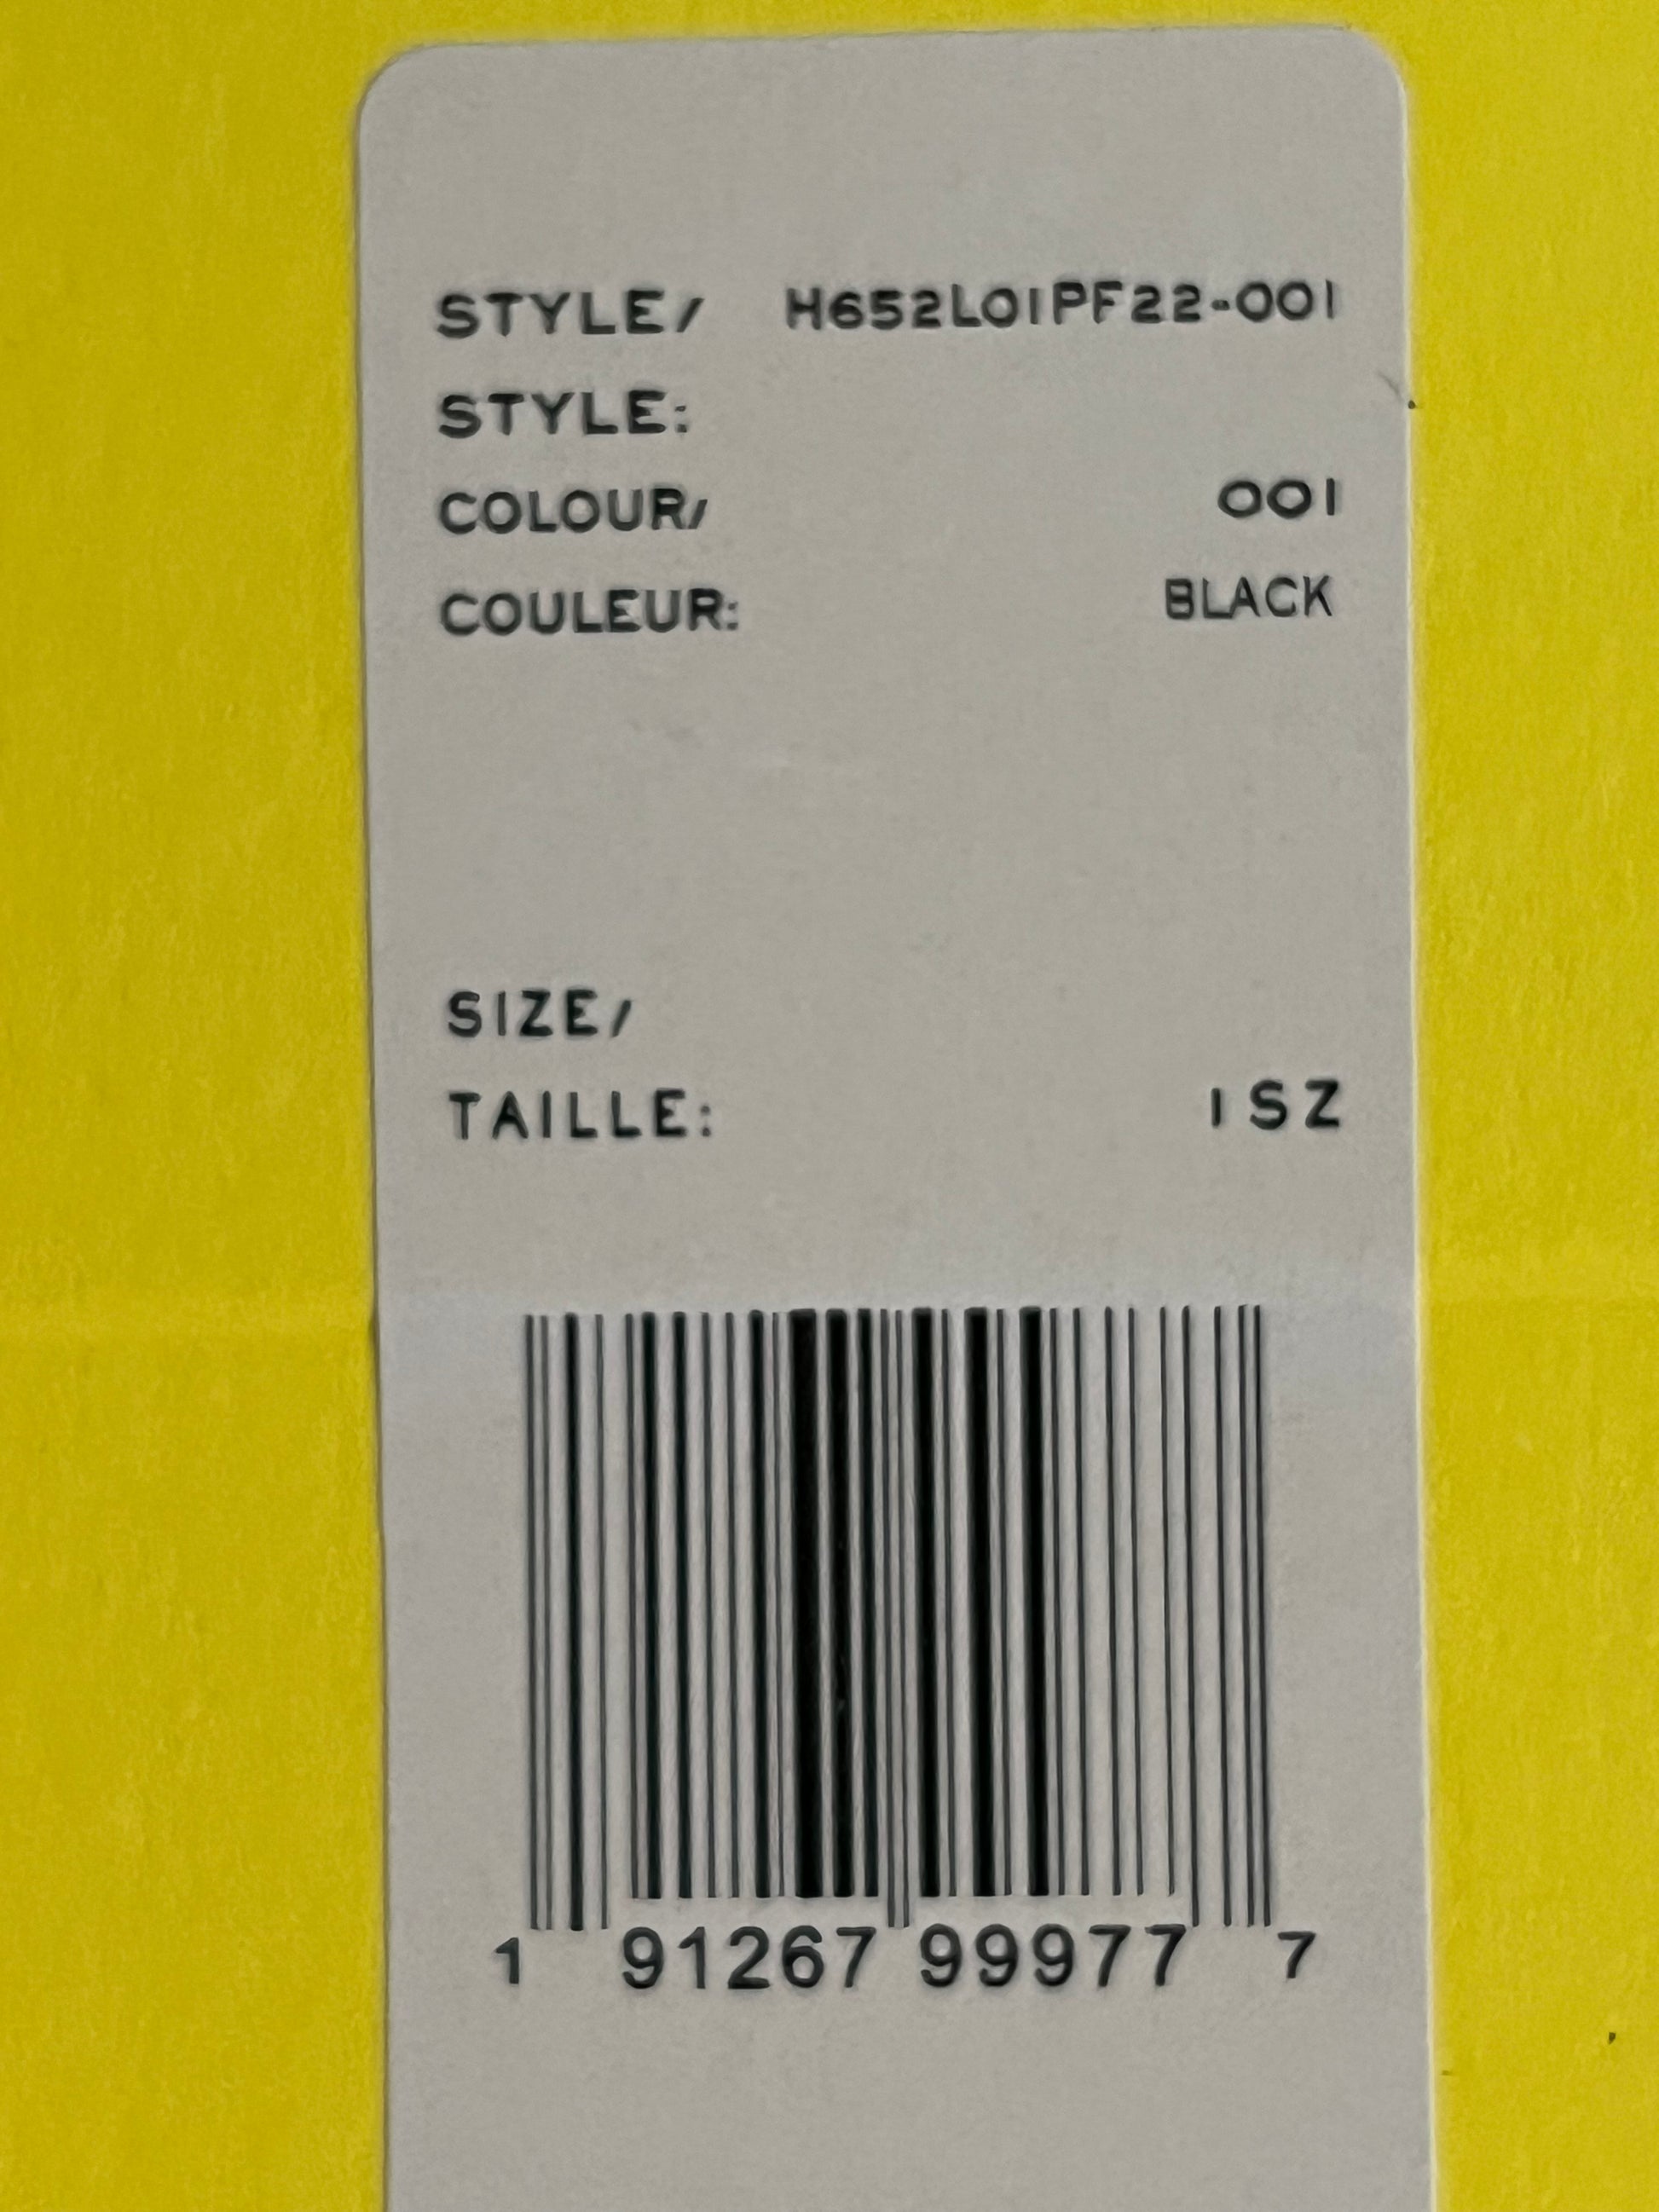 STYLE/ H652L01PF22-001
STYLE:
COLOUR/ 001
COULEUR: BLACK
SIZE/
TAILLE: 1SZ
1 91267 99977 7